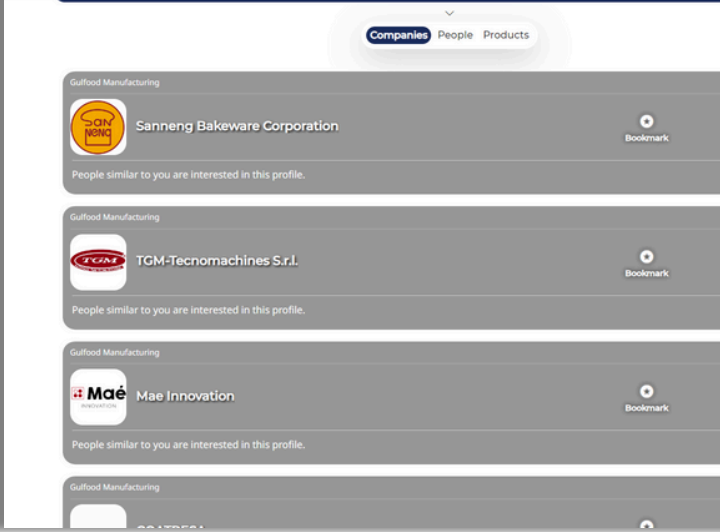 Companies People Products
Gulfood Manufacturing
SAN
NENG
Sanneng Bakeware Corporation
Bookmark
People similar to you are interested in this profile.
Gulfood Manufacturing
TGM
TGM-Tecnomachines S.r.l.
Bookmark
People similar to you are interested in this profile.
Gulfood Manufacturing
Maé
INNOVATION
Mae Innovation
Bookmark
People similar to you are interested in this profile.
Gulfood Manufacturing